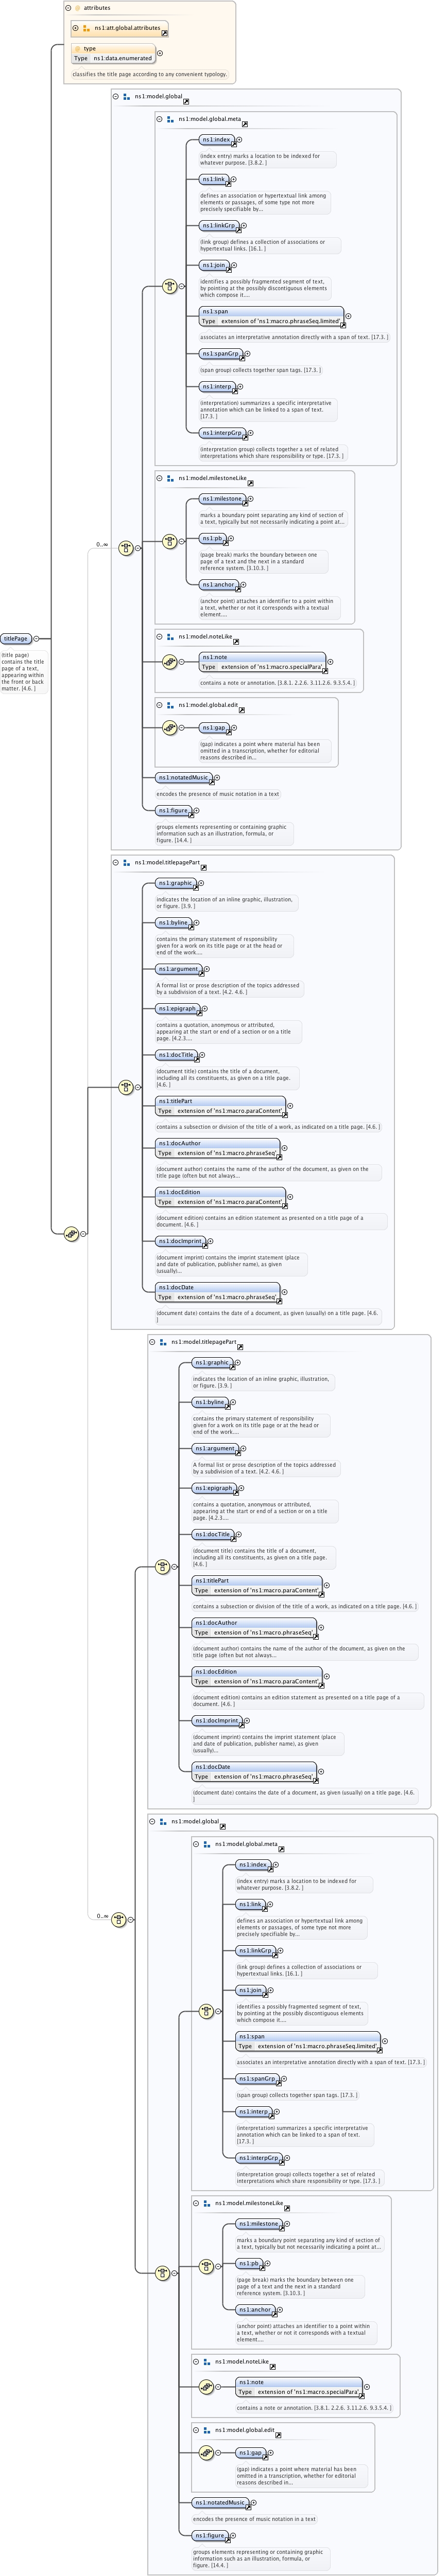 attributes
ns1:att.global.attributes
type
Type ns1:data.enumerated
classifies the title page according to any convenient typology.
ns1:model.global
ns1:model.global.meta
ns1:index
(index entry) marks a location to be indexed for
whatever purpose. [3.8.2. ]
ns1:link
defines an association or hypertextual link among
elements or passages, of some type not more
precisely specifiable by...
ns1:linkGrp
(link group) defines a collection of associations or
hypertextual links. [16.1. ]
ns1:join
identifies a possibly fragmented segment of text,
by pointing at the possibly discontiguous elements
which compose it....
ns1:span
Type extension of 'ns1:macro.phraseSeq.limited'
associates an interpretative annotation directly with a span of text. [17.3. ]
ns1:spanGrp
(span group) collects together span tags. [17.3. ]
ns1:interp
(interpretation) summarizes a specific interpretative
annotation which can be linked to a span of text.
[17.3. ]
ns1:interpGrp
(interpretation group) collects together a set of related
interpretations which share responsibility or type. [17.3. ]
ns1:model.milestoneLike
ns1:milestone
marks a boundary point separating any kind of section of
a text, typically but not necessarily indicating a point at...
0..∞
ns1:pb
(page break) marks the boundary between one
page of a text and the next in a standard
reference system. [3.10.3. ]
ns1:anchor
(anchor point) attaches an identifier to a point within
a text, whether or not it corresponds with a textual
element....
titlePage
(title page)
contains the title
page of a text,
appearing within
the front or back
matter. [4.6. ]
ns1:model.noteLike
ns1:note
Type extension of 'ns1:macro.specialPara'
contains a note or annotation. [3.8.1. 2.2.6. 3.11.2.6. 9.3.5.4. ]
ns1:model.global.edit
ns1:gap
(gap) indicates a point where material has been
omitted in a transcription, whether for editorial
reasons described in...
ns1:notatedMusic
encodes the presence of music notation in a text
ns1:figure
groups elements representing or containing graphic
information such as an illustration, formula, or
figure. [14.4. ]
ns1:model.titlepagePart
ns1:graphic
indicates the location of an inline graphic, illustration,
or figure. [3.9. ]
ns1:byline
contains the primary statement of responsibility
given for a work on its title page or at the head or
end of the work....
ns1:argument
A formal list or prose description of the topics addressed
by a subdivision of a text. [4.2. 4.6. ]
ns1:epigraph
contains a quotation, anonymous or attributed,
appearing at the start or end of a section or on a title
page. [4.2.3....
ns1:docTitle
(document title) contains the title of a document,
including all its constituents, as given on a title page.
[4.6. ]
ns1:titlePart
Type extension of 'ns1:macro.paraContent'
contains a subsection or division of the title of a work, as indicated on a title page. [4.6. ]
ns1:docAuthor
Type extension of 'ns1:macro.phraseSeq'
(document author) contains the name of the author of the document, as given on the
title page (often but not always...
ns1:docEdition
Type extension of 'ns1:macro.paraContent'
(document edition) contains an edition statement as presented on a title page of a
document. [4.6. ]
ns1:docImprint
(document imprint) contains the imprint statement (place
and date of publication, publisher name), as given
(usually)...
ns1:docDate
Type extension of 'ns1:macro.phraseSeq'
(document date) contains the date of a document, as given (usually) on a title page. [4.6.
]
ns1:model.titlepagePart
ns1:graphic
indicates the location of an inline graphic, illustration,
or figure. [3.9. ]
ns1:byline
contains the primary statement of responsibility
given for a work on its title page or at the head or
end of the work....
ns1:argument
A formal list or prose description of the topics addressed
by a subdivision of a text. [4.2. 4.6. ]
ns1:epigraph
contains a quotation, anonymous or attributed,
appearing at the start or end of a section or on a title
page. [4.2.3....
ns1:docTitle
(document title) contains the title of a document,
including all its constituents, as given on a title page.
[4.6. ]
ns1:titlePart
Type extension of 'ns1:macro.paraContent'
contains a subsection or division of the title of a work, as indicated on a title page. [4.6. ]
ns1:docAuthor
Type extension of 'ns1:macro.phraseSeq'
(document author) contains the name of the author of the document, as given on the
title page (often but not always...
ns1:docEdition
Type extension of 'ns1:macro.paraContent'
(document edition) contains an edition statement as presented on a title page of a
document. [4.6. ]
ns1:docImprint
(document imprint) contains the imprint statement (place
and date of publication, publisher name), as given
(usually)...
ns1:docDate
Type extension of 'ns1:macro.phraseSeq'
(document date) contains the date of a document, as given (usually) on a title page. [4.6.
]
ns1:model.global
ns1:model.global.meta
ns1:index
(index entry) marks a location to be indexed for
whatever purpose. [3.8.2. ]
ns1:link
0..∞
defines an association or hypertextual link among
elements or passages, of some type not more
precisely specifiable by...
ns1:linkGrp
(link group) defines a collection of associations or
hypertextual links. [16.1. ]
ns1:join
identifies a possibly fragmented segment of text,
by pointing at the possibly discontiguous elements
which compose it....
ns1:span
Type extension of 'ns1:macro.phraseSeq.limited'
associates an interpretative annotation directly with a span of text. [17.3. ]
ns1:spanGrp
(span group) collects together span tags. [17.3. ]
ns1:interp
(interpretation) summarizes a specific interpretative
annotation which can be linked to a span of text.
[17.3. ]
ns1:interpGrp
(interpretation group) collects together a set of related
interpretations which share responsibility or type. [17.3. ]
ns1:model.milestoneLike
ns1:milestone
marks a boundary point separating any kind of section of
a text, typically but not necessarily indicating a point at...
ns1:pb
(page break) marks the boundary between one
page of a text and the next in a standard
reference system. [3.10.3. ]
ns1:anchor
(anchor point) attaches an identifier to a point within
a text, whether or not it corresponds with a textual
element....
ns1:model.noteLike
ns1:note
Type extension of 'ns1:macro.specialPara'
contains a note or annotation. [3.8.1. 2.2.6. 3.11.2.6. 9.3.5.4. ]
ns1:model.global.edit
ns1:gap
(gap) indicates a point where material has been
omitted in a transcription, whether for editorial
reasons described in...
ns1:notatedMusic
encodes the presence of music notation in a text
ns1:figure
groups elements representing or containing graphic
information such as an illustration, formula, or
figure. [14.4. ]